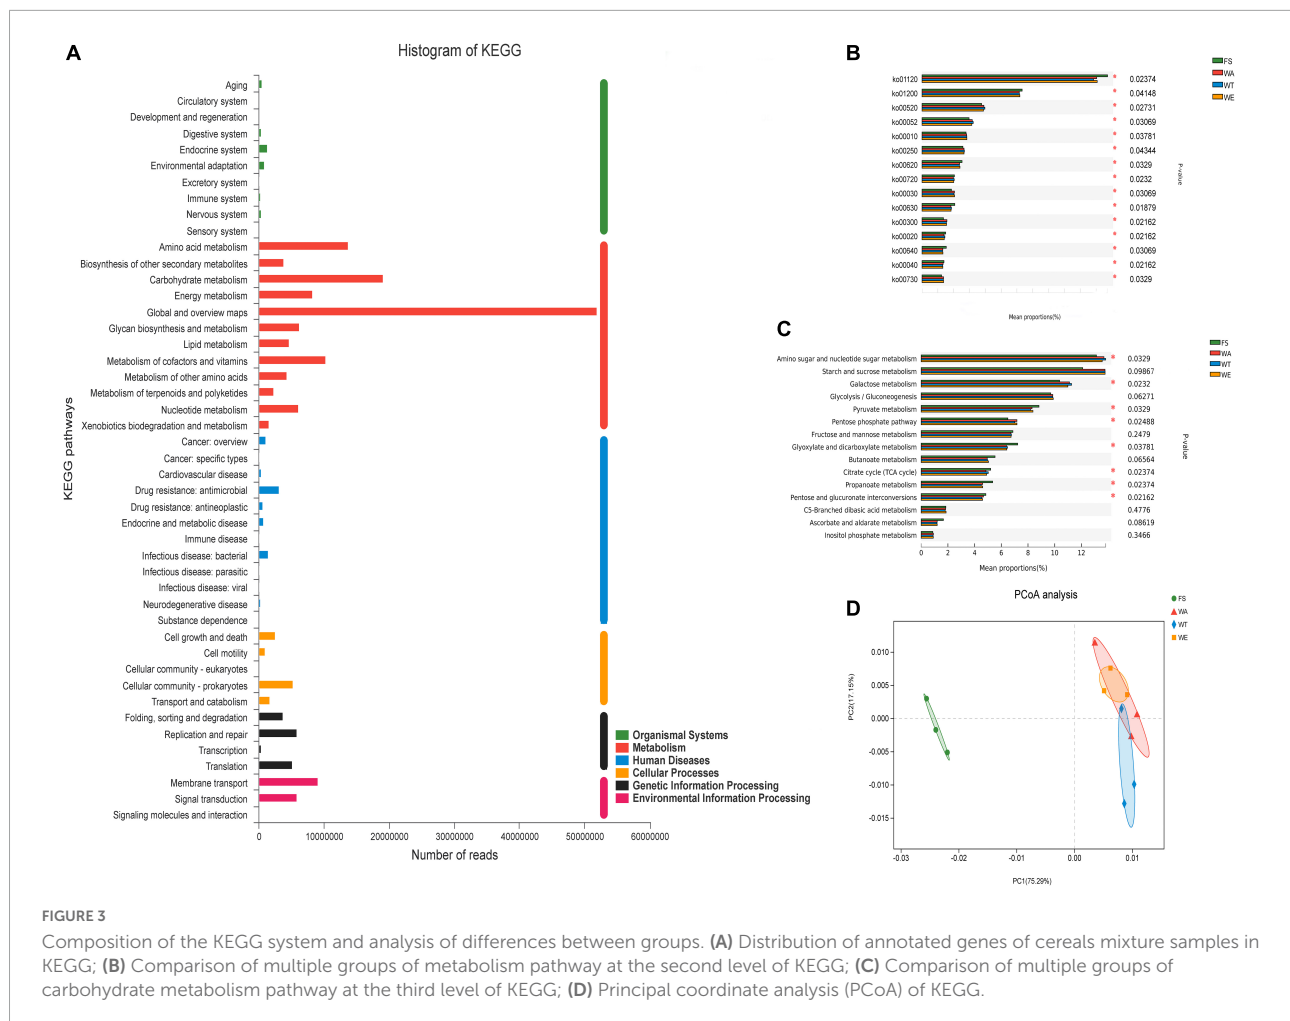 A
Histogram of KEGG
Aging
Circulatory system
Development and regeneration
Digestive system
Endocrine system
Environmental adaptation
Excretory system
Immune system
Nervous system
Sensory system
Amino acid metabolism
Biosynthesis of other secondary metabolites
Carbohydrate metabolism
Energy metabolism
Global and overview maps
Glycan biosynthesis and metabolism
Lipid metabolism
Metabolism of cofactors and vitamins
Metabolism of other amino acids
Metabolism of terpenoids and polyketides
Nucleotide metabolism
Xenobiotics biodegradation and metabolism
Cancer: overview
Cancer: specific types
Cardiovascular disease
Drug resistance: antimicrobial
Drug resistance: antineoplastic
Endocrine and metabolic disease
Immune disease
Infectious disease: bacterial
Infectious disease: parasitic
Infectious disease: viral
Neurodegenerative disease
Substance dependence
Cell growth and death
Cell motility
Cellular community - eukaryotes
Cellular community - prokaryotes
Transport and catabolism
Folding, sorting and degradation
Replication and repair
Transcription
Translation
Membrane transport
Signal transduction
Signaling molecules and interaction
KEGG pathways
0 10000000 20000000 30000000 40000000 50000000 60000000
Number of reads
Organismal Systems
Metabolism
Human Diseases
Cellular Processes
Genetic Information Processing
Environmental Information Processing
B
FS
WA
WT
WE
ko01120 * 0.02374
ko01200 * 0.04148
ko00520 * 0.02731
ko00052 * 0.03069
ko00010 * 0.03781
ko00250 * 0.04344
ko00620 * 0.0329
ko00720 * 0.0232
ko00030 * 0.03069
ko00630 * 0.01879
ko00300 * 0.02162
ko00020 * 0.02162
ko00640 * 0.03069
ko00040 * 0.02162
ko00730 * 0.0329
P-value
Mean proportions(%)
C
FS
WA
WT
WE
Amino sugar and nucleotide sugar metabolism * 0.0329
Starch and sucrose metabolism 0.09867
Galactose metabolism * 0.0232
Glycolysis / Gluconeogenesis 0.06271
Pyruvate metabolism * 0.0329
Pentose phosphate pathway * 0.02488
Fructose and mannose metabolism 0.2479
Glyoxylate and dicarboxylate metabolism * 0.03781
Butanoate metabolism 0.06564
Citrate cycle (TCA cycle) * 0.02374
Propanoate metabolism * 0.02374
Pentose and glucuronate interconversions * 0.02162
C5-Branched dibasic acid metabolism 0.4776
Ascorbate and aldarate metabolism 0.08619
Inositol phosphate metabolism 0.3466
P-value
0 2 4 6 8 10 12
Mean proportions(%)
D
PCoA analysis
FS
WA
WT
WE
0.010
0.005
0.000
-0.005
-0.010
-0.015
PC2(17.15%)
-0.03 -0.02 -0.01 0.00 0.01
PC1(75.29%)
FIGURE 3
Composition of the KEGG system and analysis of differences between groups. (A) Distribution of annotated genes of cereals mixture samples in
KEGG; (B) Comparison of multiple groups of metabolism pathway at the second level of KEGG; (C) Comparison of multiple groups of
carbohydrate metabolism pathway at the third level of KEGG; (D) Principal coordinate analysis (PCoA) of KEGG.